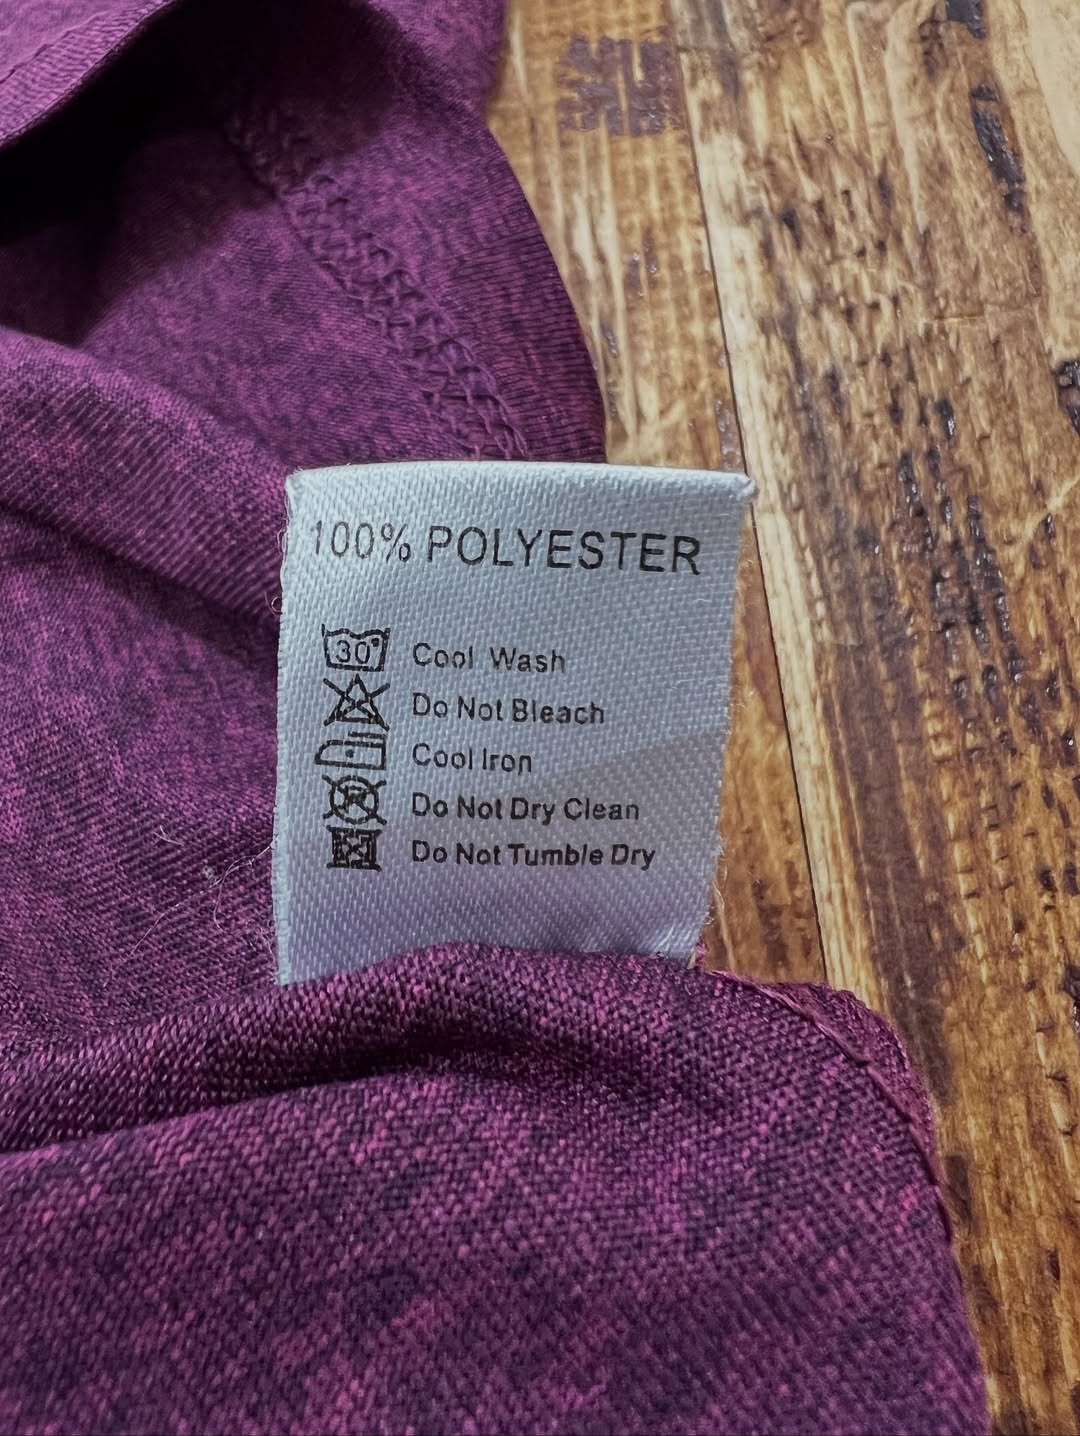 100% POLYESTER
30° Cool Wash
Do Not Bleach
Cool Iron
Do Not Dry Clean
Do Not Tumble Dry